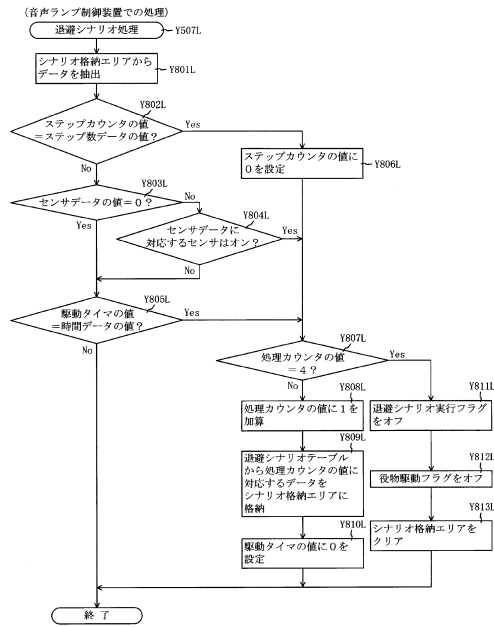 (音声ランプ制御装置での処理)
退避シナリオ処理
Y507L
シナリオ格納エリアから
データを抽出
Y801L
Y802L
ステップカウンタの値
=ステップ数データの値?
Yes
No
ステップカウンタの値に
0を設定
Y806L
Y803L
センサデータの値=0?
No
Yes
Y804L
センサデータに
対応するセンサはオン?
Yes
No
Y805L
駆動タイマの値
=時間データの値?
Yes
No
Y807L
処理カウンタの値
=4?
Yes
No
Y808L
処理カウンタの値に1を
加算
Y809L
退避シナリオテーブル
から処理カウンタの値に
対応するデータを
シナリオ格納エリアに
格納
Y810L
駆動タイマの値に0を
設定
Y811L
退避シナリオ実行フラグ
をオフ
Y812L
役物駆動フラグをオフ
Y813L
シナリオ格納エリアを
クリア
終了